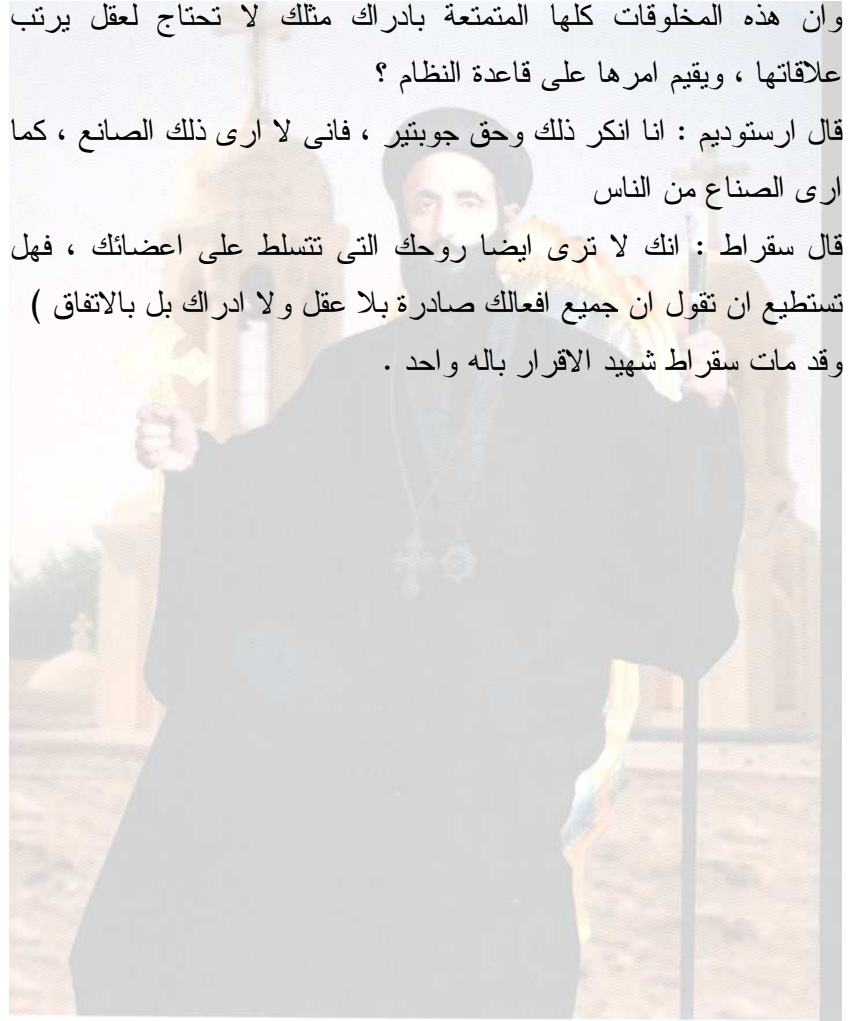 وان هذه المخلوقات كلها المتمتعة بادراك مثلك لا تحتاج لعقل يرتب
علاقاتها ، ويقيم امرها على قاعدة النظام ؟
قال ارستوديم : انا انكر ذلك وحق جوبتير ، فانى لا ارى ذلك الصانع ، كما
ارى الصناع من الناس
قال سقراط : انك لا ترى ايضا روحك التى تتسلط على اعضائك ، فهل
تستطيع ان تقول ان جميع افعالك صادرة بلا عقل ولا ادراك بل بالاتفاق )
وقد مات سقراط شهيد الاقرار باله واحد .